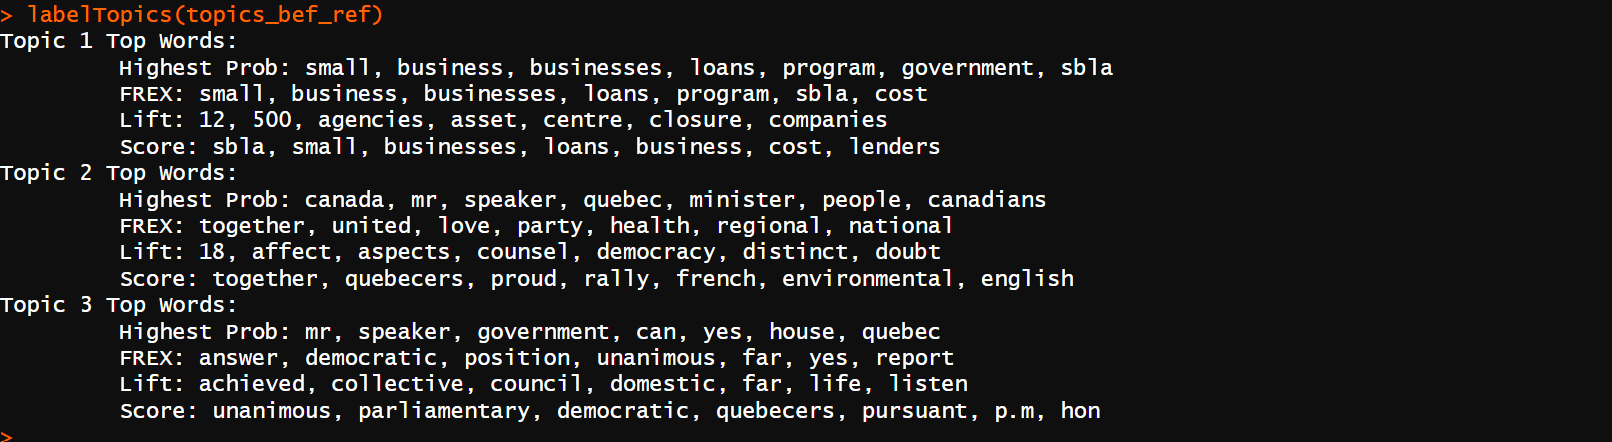 > labelTopics(topics_bef_ref)
Topic 1 Top Words:
Highest Prob: small, business, businesses, loans, program, government, sbla
FREX: small, business, businesses, loans, program, sbla, cost
Lift: 12, 500, agencies, asset, centre, closure, companies
Score: sbla, small, businesses, loans, business, cost, lenders
Topic 2 Top Words:
Highest Prob: canada, mr, speaker, quebec, minister, people, canadians
FREX: together, united, love, party, health, regional, national
Lift: 18, affect, aspects, counsel, democracy, distinct, doubt
Score: together, quebecers, proud, rally, french, environmental, english
Topic 3 Top Words:
Highest Prob: mr, speaker, government, can, yes, house, quebec
FREX: answer, democratic, position, unanimous, far, yes, report
Lift: achieved, collective, council, domestic, far, life, listen
Score: unanimous, parliamentary, democratic, quebecers, pursuant, p.m, hon
>